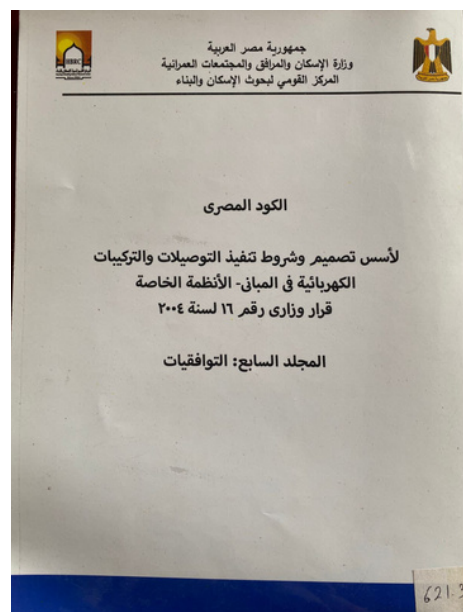 جمهورية مصر العربية
وزارة الإسكان والمرافق والمجتمعات العمرانية
المركز القومي لبحوث الإسكان والبناء
HBRC
الكود المصرى
لأسس تصميم وشروط تنفيذ التوصيلات والتركيبات
الكهربائية فى المبانى- الأنظمة الخاصة
قرار وزارى رقم ١٦ لسنة ٢٠٠٤
المجلد السابع: التوافقيات
621.3